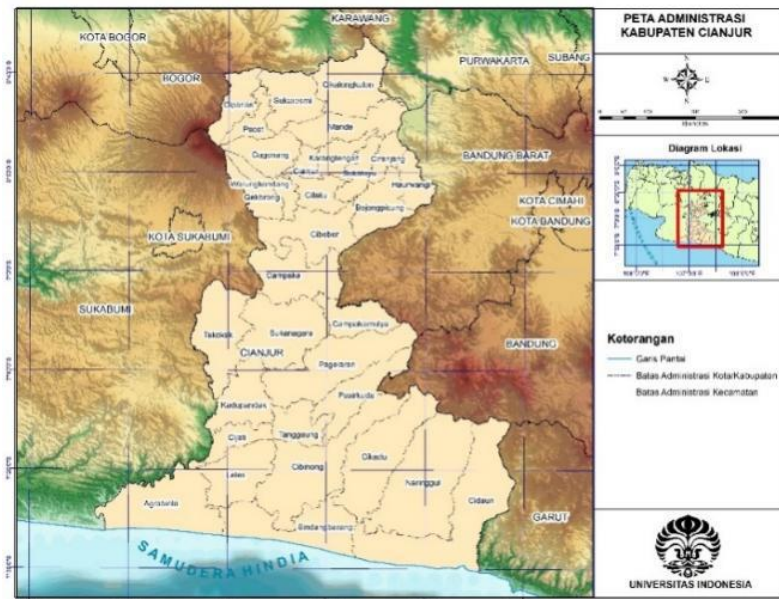 PETA ADMINISTRASI
KABUPATEN CIANJUR
Diagram Lokasi
Keterangan
Garis Pantai
Batas Administrasi Kota/Kabupaten
Batas Administrasi Kecamatan
UNIVERSITAS INDONESIA
KARAWANG
KOTA BOGOR
BOGOR
PURWAKARTA
SUBANG
Cikalongkulon
Sukaresmi
Cipanas
Pacet
Mande
Cugenang
Karangtengah
Ciranjang
Cianjur
Sukaluyu
Warungkondang
Gekbrong
Cilaku
Haurwangi
Bojongpicung
BANDUNG BARAT
KOTA CIMAHI
KOTA BANDUNG
Cibeber
KOTA SUKABUMI
Campaka
SUKABUMI
Takokak
Sukanagara
Campakamulya
CIANJUR
Pagelaran
BANDUNG
Pasirkuda
Kadupandak
Cijati
Tanggeung
Cikadu
Cibinong
Leles
Naringgul
Agrabinta
Cidaun
Sindangbarang
GARUT
SAMUDERA HINDIA